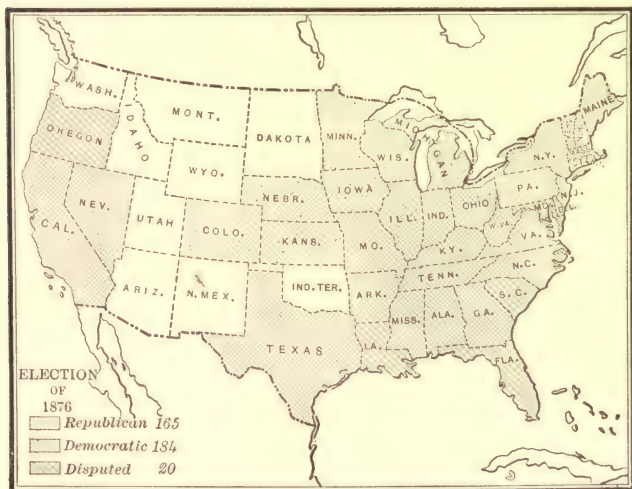 WASH.
MONT.
DAKOTA
MINN.
MICHIGAN
MAINE
OREGON
IDAHO
WYO.
WIS.
N.Y.
NEBR.
IOWA
PA.
N.J.
NEV.
UTAH
COLO.
ILL.
IND.
OHIO
W.VA.
VA.
CAL.
KANS.
MO.
KY.
ARIZ.
N.MEX.
IND.TER.
ARK.
TENN.
N.C.
S.C.
TEXAS
LA.
MISS.
ALA.
GA.
FLA.
ELECTION
OF
1876
Republican 165
Democratic 184
Disputed 20